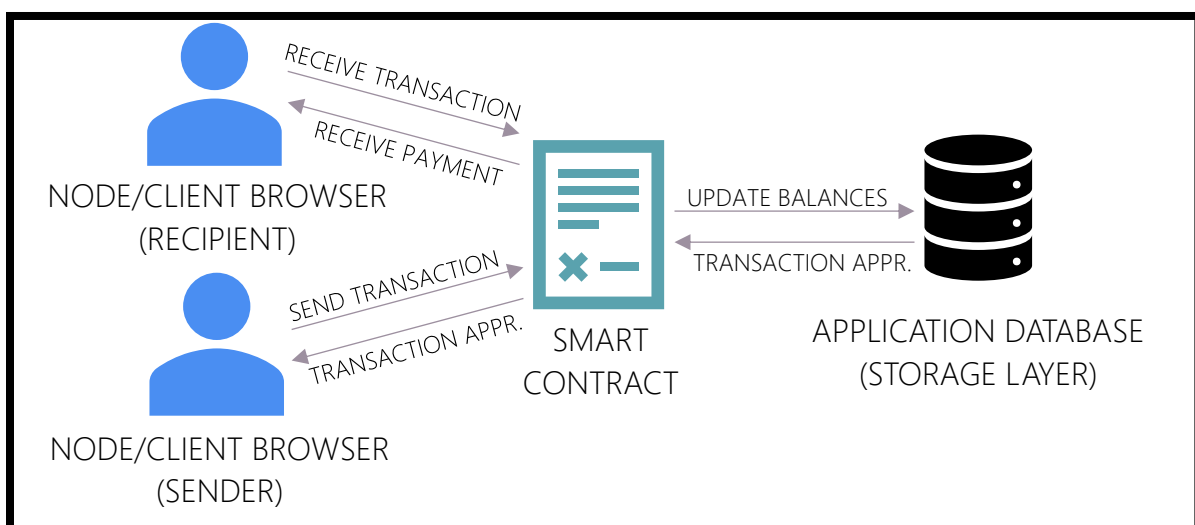 RECEIVE TRANSACTION
RECEIVE PAYMENT
NODE/CLIENT BROWSER
(RECIPIENT)
UPDATE BALANCES
TRANSACTION APPR.
SEND TRANSACTION
TRANSACTION APPR.
SMART
CONTRACT
APPLICATION DATABASE
(STORAGE LAYER)
NODE/CLIENT BROWSER
(SENDER)